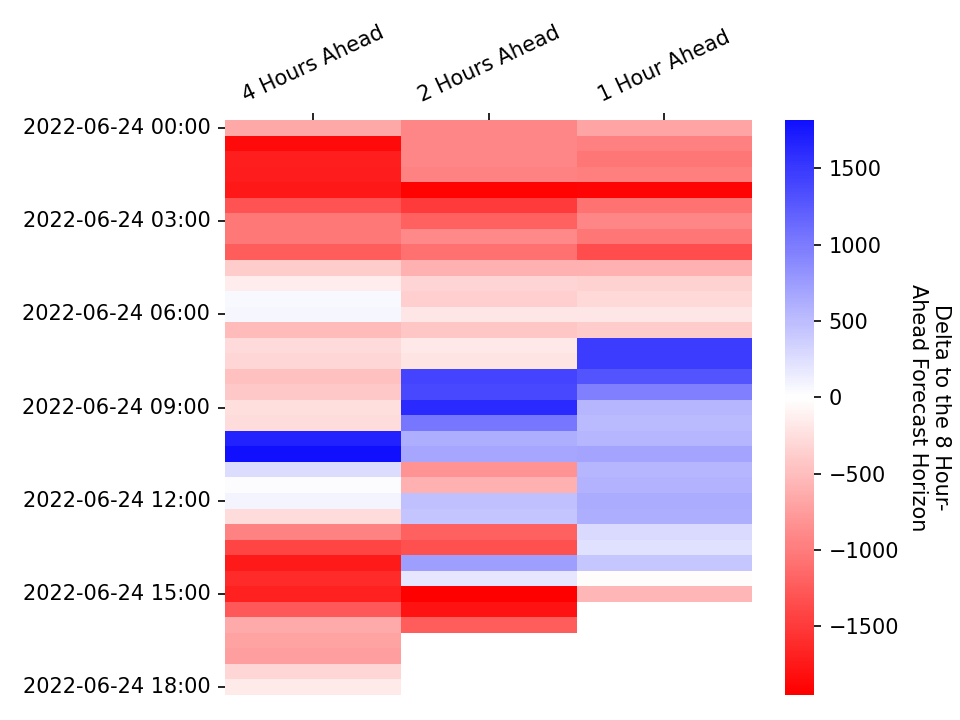 4 Hours Ahead
2 Hours Ahead
1 Hour Ahead
2022-06-24 00:00
2022-06-24 03:00
2022-06-24 06:00
2022-06-24 09:00
2022-06-24 12:00
2022-06-24 15:00
2022-06-24 18:00
1500
1000
500
0
−500
−1000
−1500
Delta to the 8 Hour-
Ahead Forecast Horizon